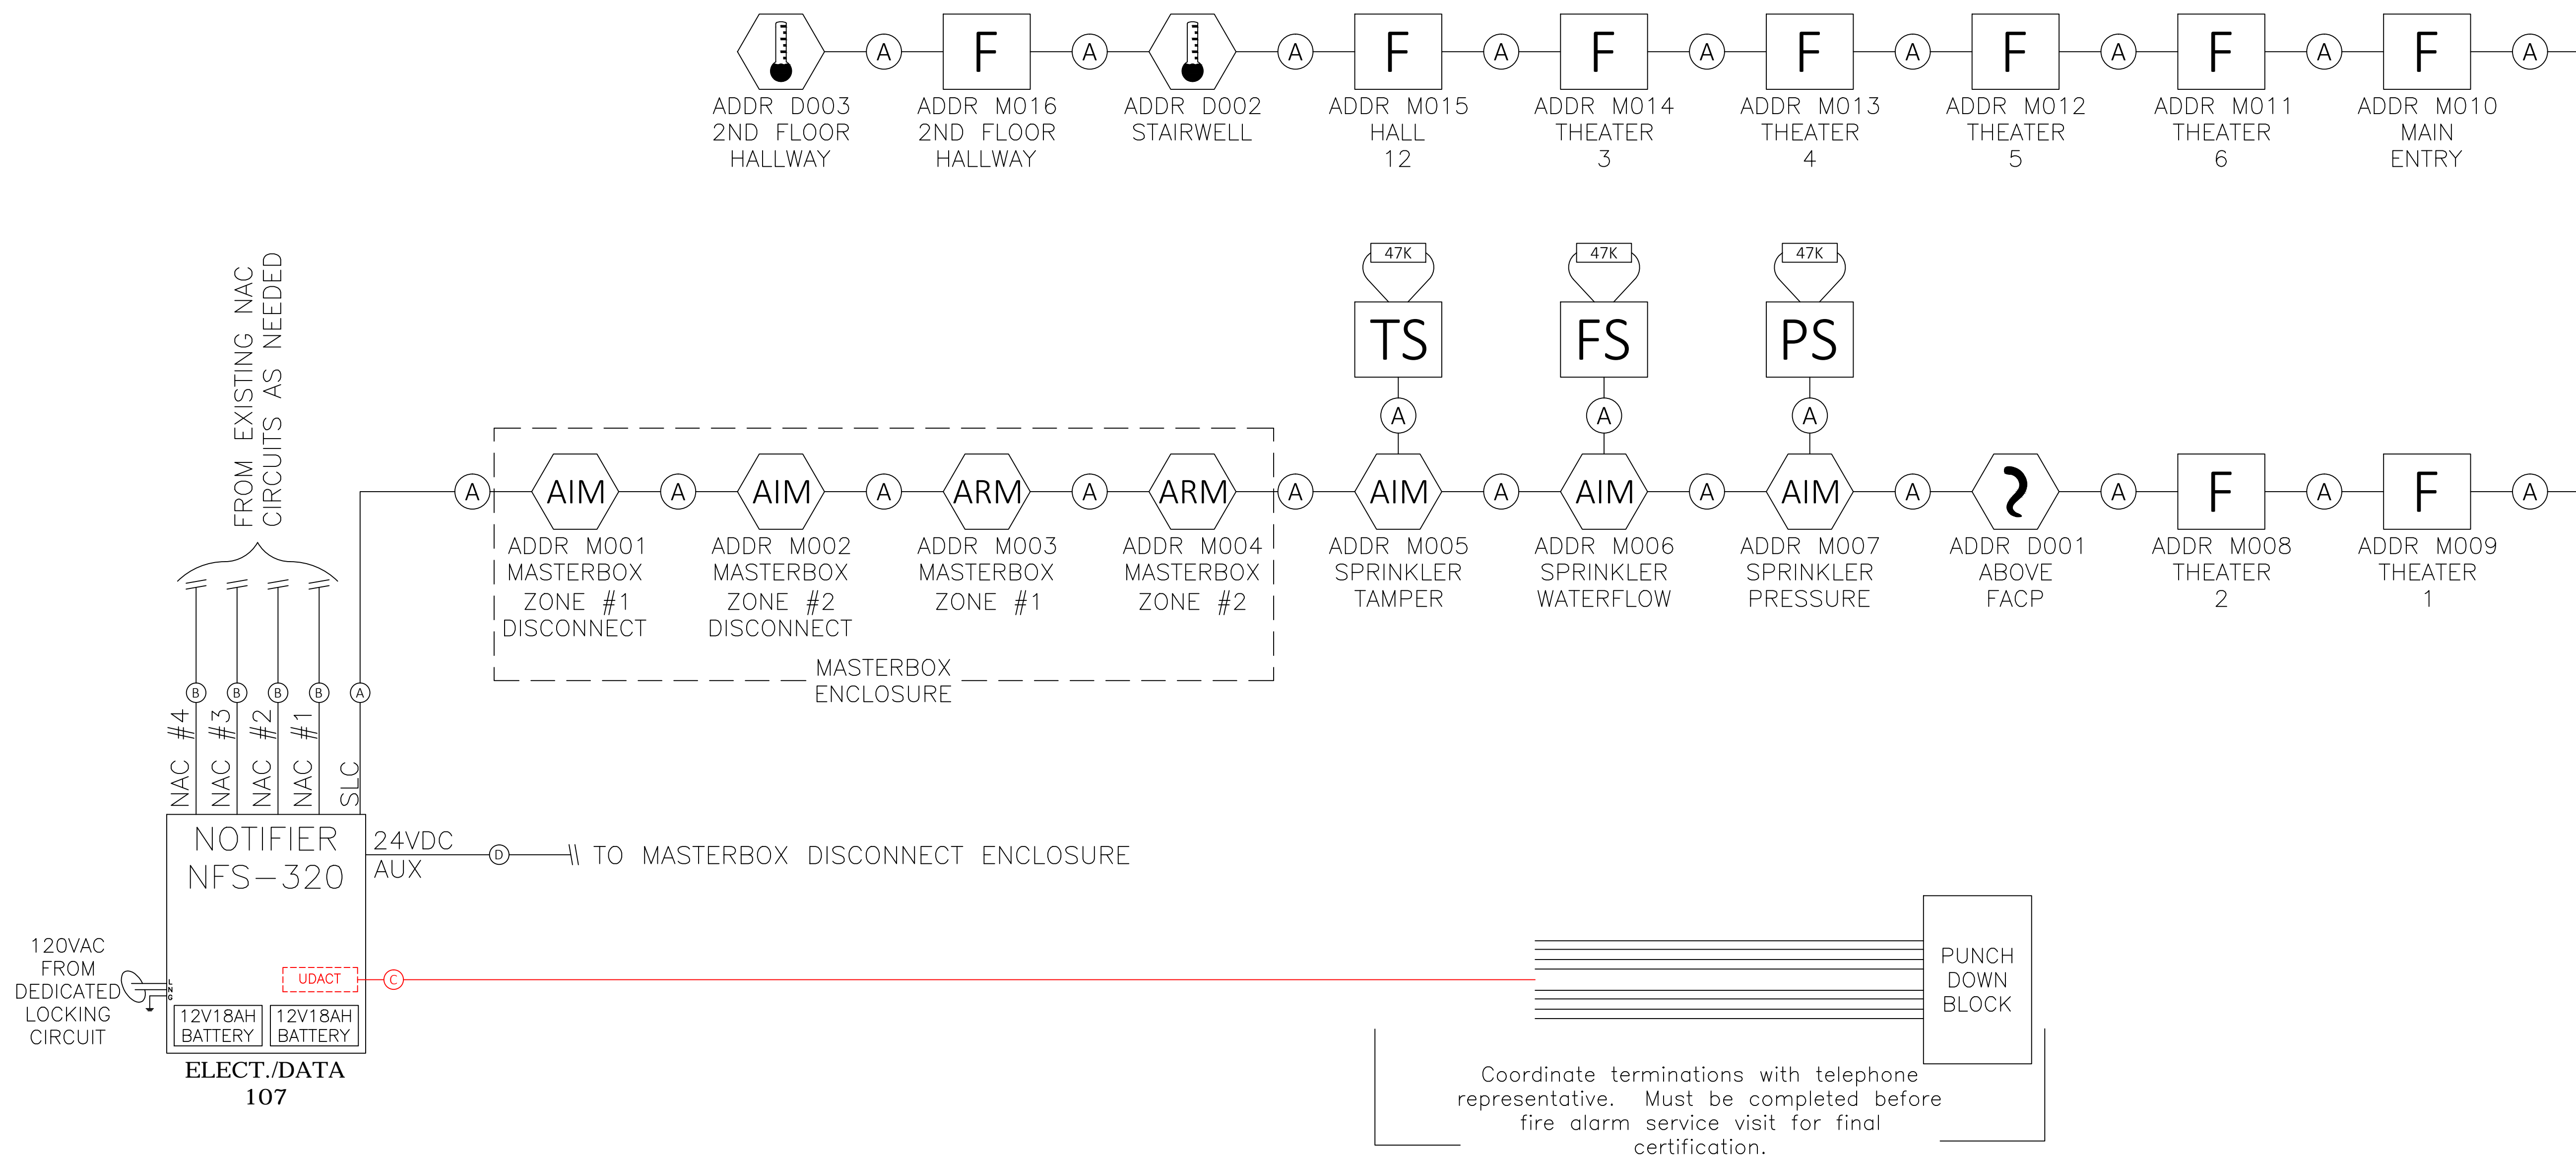 A A A A A A A A A
F F F F F F F
ADDR D003
2ND FLOOR
HALLWAY
ADDR M016
2ND FLOOR
HALLWAY
ADDR D002
STAIRWELL
ADDR M015
HALL
12
ADDR M014
THEATER
3
ADDR M013
THEATER
4
ADDR M012
THEATER
5
ADDR M011
THEATER
6
ADDR M010
MAIN
ENTRY
FROM EXISTING NAC
CIRCUITS AS NEEDED
47K
TS
A
47K
FS
A
47K
PS
A
A
AIM
A
AIM
A
ARM
A
ARM
A
AIM
A
AIM
A
AIM
A
A
F
A
F
A
ADDR M001
MASTERBOX
ZONE #1
DISCONNECT
ADDR M002
MASTERBOX
ZONE #2
DISCONNECT
ADDR M003
MASTERBOX
ZONE #1
ADDR M004
MASTERBOX
ZONE #2
MASTERBOX
ENCLOSURE
ADDR M005
SPRINKLER
TAMPER
ADDR M006
SPRINKLER
WATERFLOW
ADDR M007
SPRINKLER
PRESSURE
ADDR D001
ABOVE
FACP
ADDR M008
THEATER
2
ADDR M009
THEATER
1
B B B B A
NAC #4
NAC #3
NAC #2
NAC #1
SLC
NOTIFIER
NFS-320
24VDC
AUX
D
TO MASTERBOX DISCONNECT ENCLOSURE
120VAC
FROM
DEDICATED
LOCKING
CIRCUIT
L
N
G
UDACT
C
12V18AH
BATTERY
12V18AH
BATTERY
ELECT./DATA
107
PUNCH
DOWN
BLOCK
Coordinate terminations with telephone
representative. Must be completed before
fire alarm service visit for final
certification.